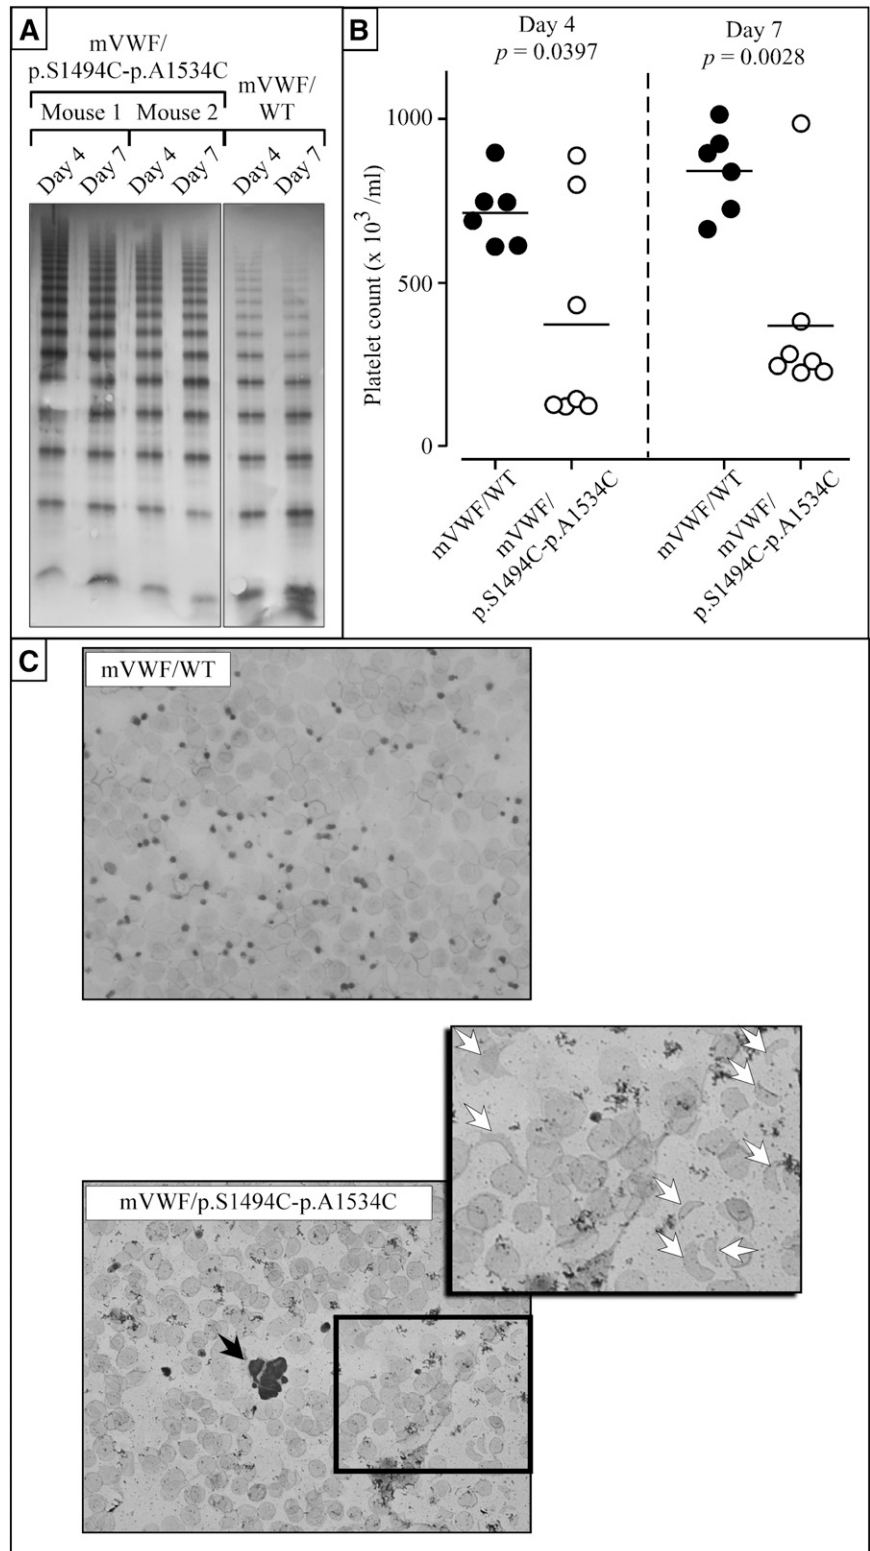 A
mVWF/
p.S1494C-p.A1534C
mVWF/
WT
Mouse 1 Mouse 2
Day 4 Day 7 Day 4 Day 7 Day 4 Day 7
B
Day 4
p = 0.0397
Day 7
p = 0.0028
Platelet count (x 10³ /ml)
1000
500
0
mVWF/WT
mVWF/
p.S1494C-p.A1534C
mVWF/WT
mVWF/
p.S1494C-p.A1534C
C
mVWF/WT
mVWF/p.S1494C-p.A1534C